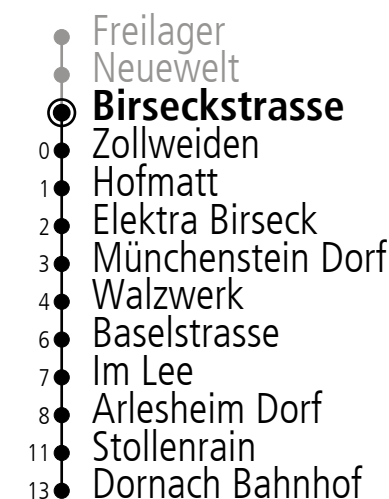 Freilager
Neuewelt
Birseckstrasse
0 Zollweiden
1 Hofmatt
2 Elektra Birseck
3 Münchenstein Dorf
4 Walzwerk
6 Baselstrasse
7 Im Lee
8 Arlesheim Dorf
11 Stollenrain
13 Dornach Bahnhof